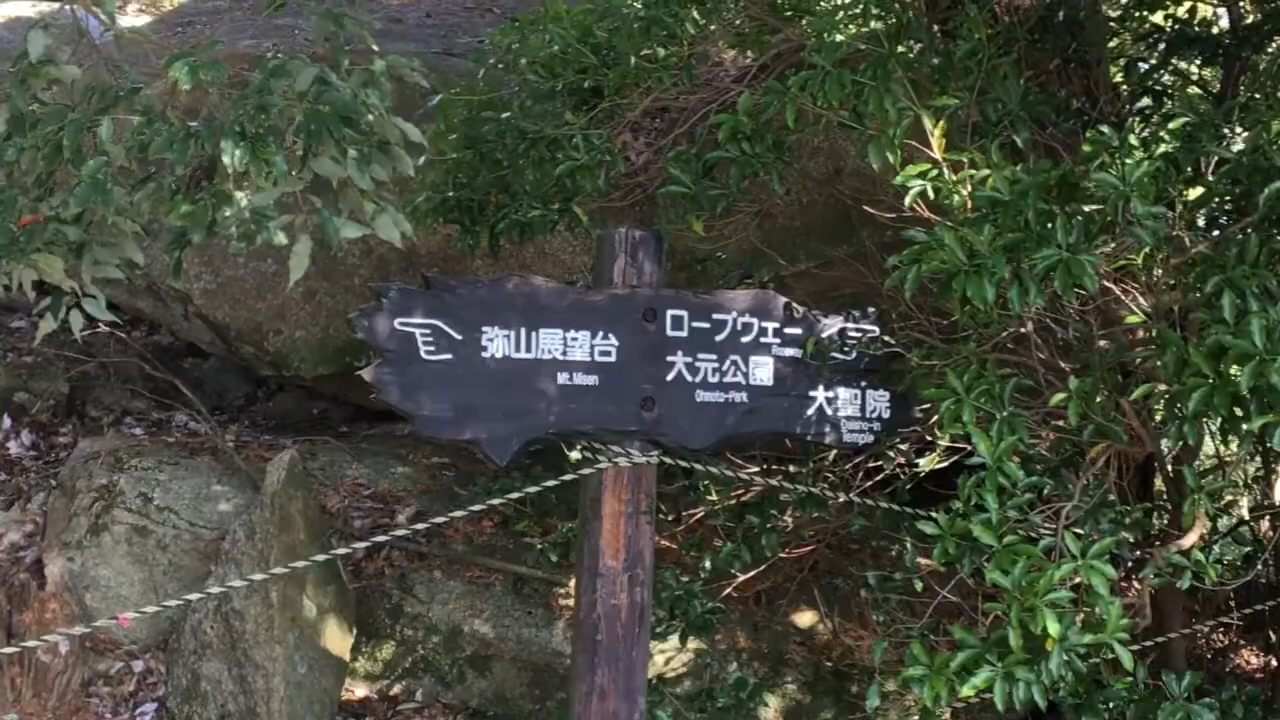 弥山展望台
Mt. Misen
ロープウェー
Ropeway
大元公園
Ohmoto-Park
大聖院
Daisho-in
Temple